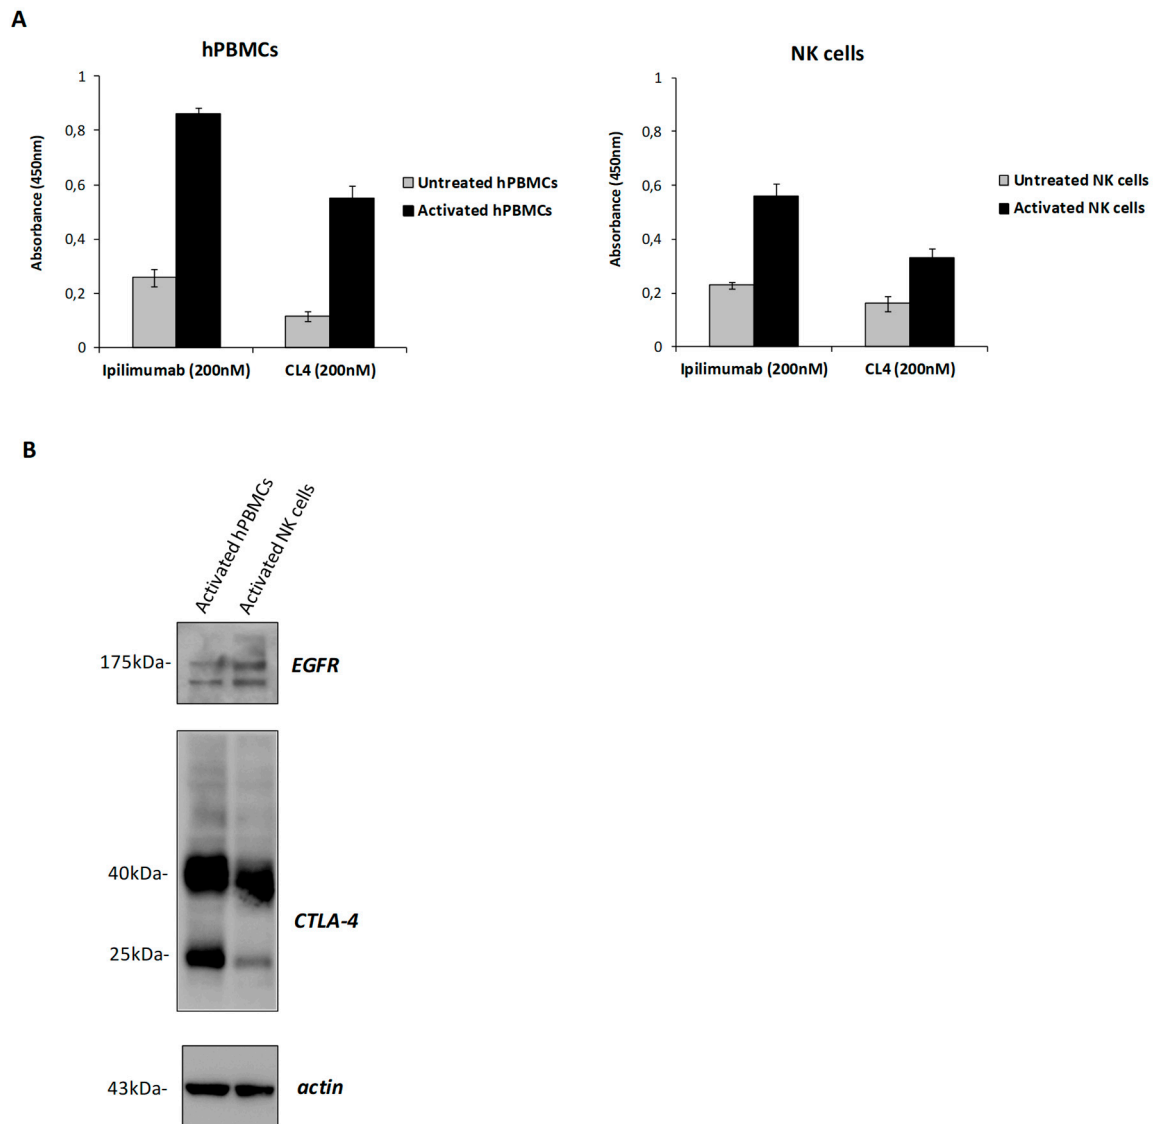 A
hPBMCs
Absorbance (450nm)
1
0,8
0,6
0,4
0,2
0
Ipilimumab (200nM)
CL4 (200nM)
Untreated hPBMCs
Activated hPBMCs
NK cells
Absorbance (450nm)
1
0,8
0,6
0,4
0,2
0
Ipilimumab (200nM)
CL4 (200nM)
Untreated NK cells
Activated NK cells
B
Activated hPBMCs
Activated NK cells
175kDa-
EGFR
40kDa-
CTLA-4
25kDa-
43kDa-
actin